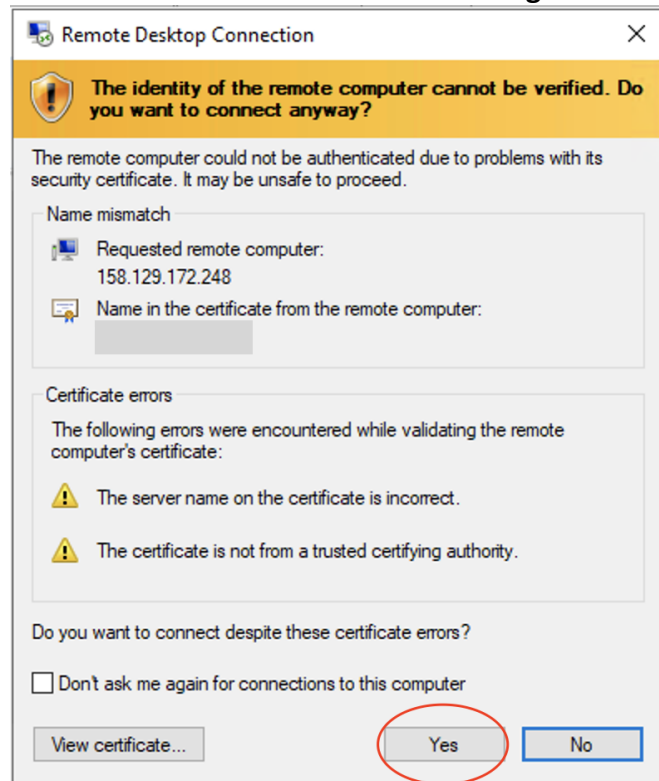 Remote Desktop Connection
The identity of the remote computer cannot be verified. Do
you want to connect anyway?
The remote computer could not be authenticated due to problems with its
security certificate. It may be unsafe to proceed.
Name mismatch
Requested remote computer:
158.129.172.248
Name in the certificate from the remote computer:
Certificate errors
The following errors were encountered while validating the remote
computer's certificate:
The server name on the certificate is incorrect.
The certificate is not from a trusted certifying authority.
Do you want to connect despite these certificate errors?
Don't ask me again for connections to this computer
View certificate...
Yes
No